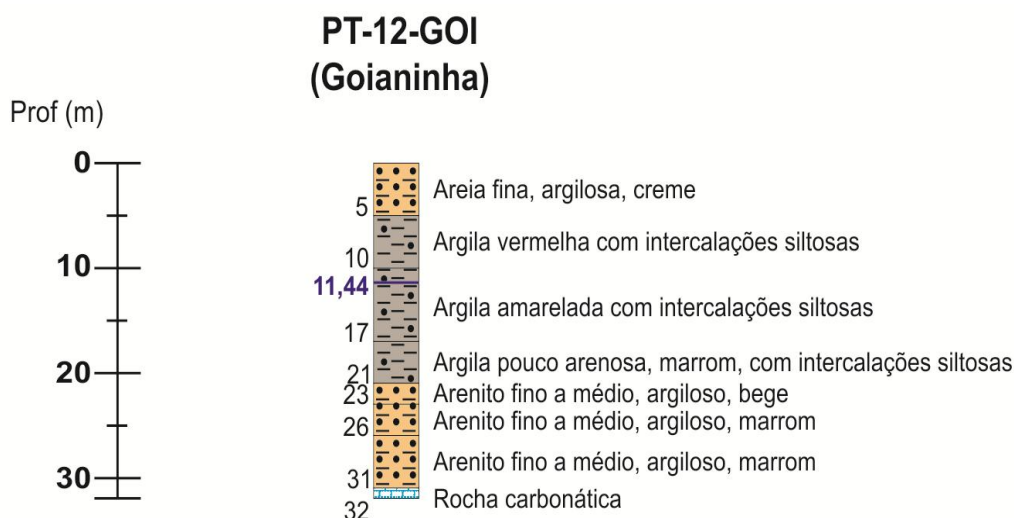 PT-12-GOI
(Goianinha)
Prof (m)
0
5
Areia fina, argilosa, creme
10
Argila vermelha com intercalações siltosas
10
11,44
Argila amarelada com intercalações siltosas
17
20
21
Argila pouco arenosa, marrom, com intercalações siltosas
23
Arenito fino a médio, argiloso, bege
26
Arenito fino a médio, argiloso, marrom
30
31
Arenito fino a médio, argiloso, marrom
32
Rocha carbonática